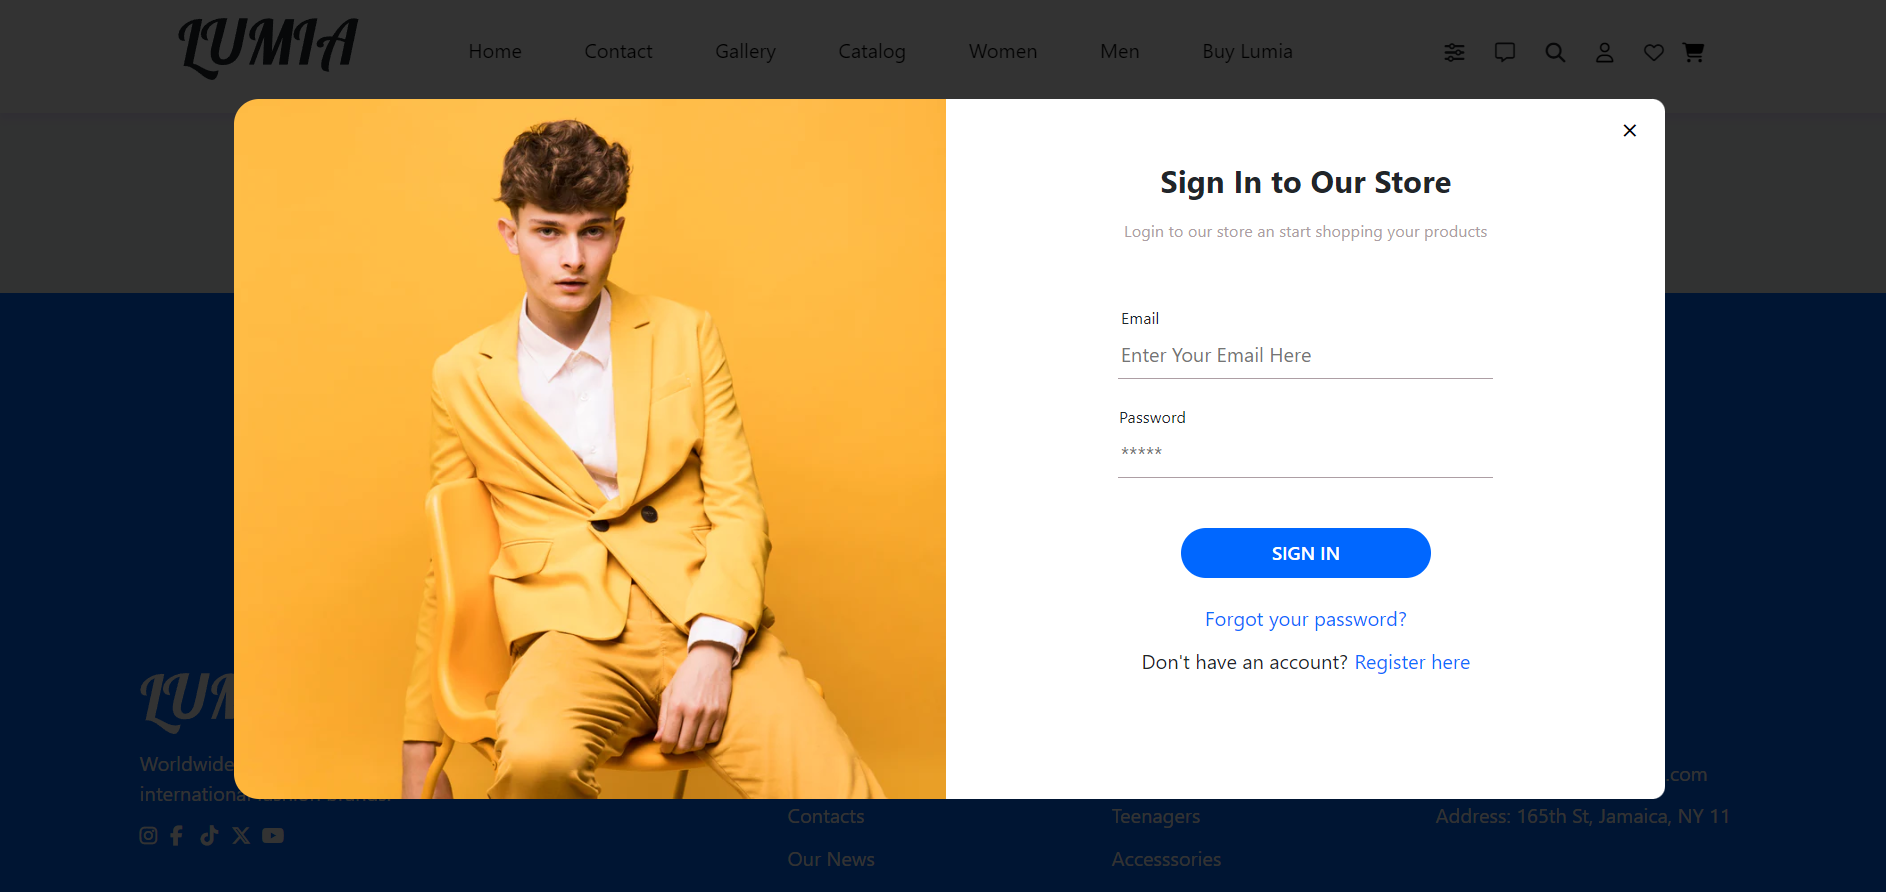 LUMIA
Home Contact Gallery Catalog Women Men Buy Lumia
Sign In to Our Store
Login to our store an start shopping your products
Email
Enter Your Email Here
Password
*****
SIGN IN
Forgot your password?
Don't have an account? Register here
LUM
Worldwide
international fashion brands.
.com
Contacts
Teenagers
Address: 165th St, Jamaica, NY 11
Our News
Accesssories